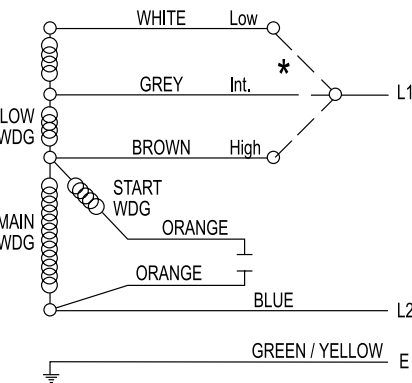 WHITE Low
*
GREY Int.
L1
LOW
WDG
BROWN High
START
WDG
MAIN
WDG
ORANGE
ORANGE
BLUE
L2
GREEN / YELLOW
E